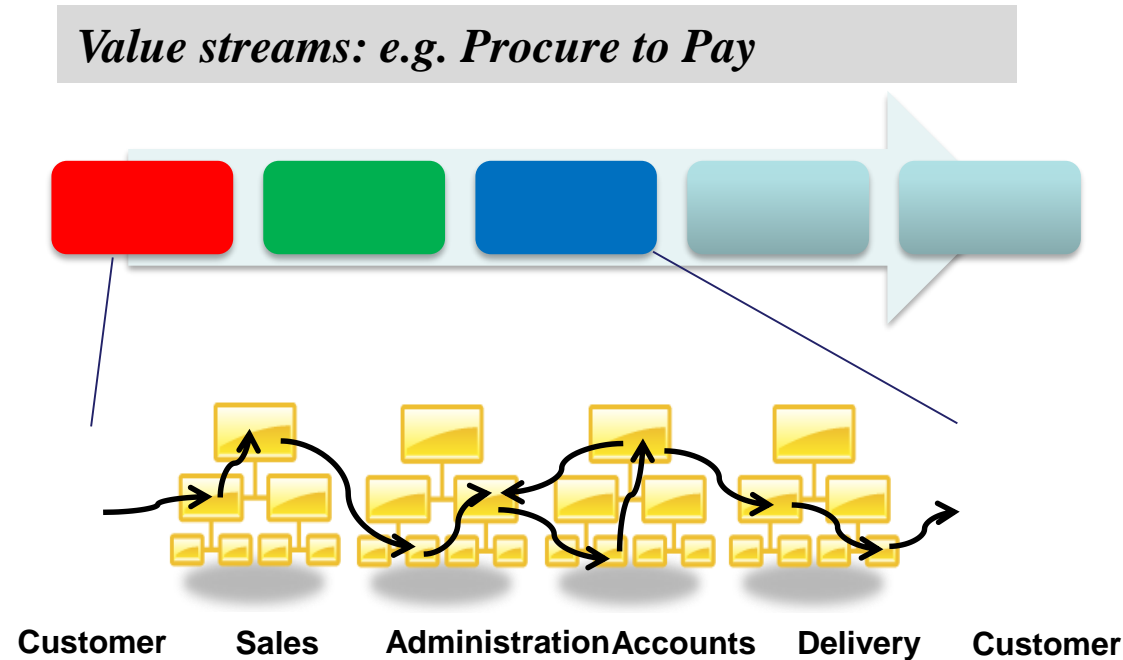 Value streams: e.g. Procure to Pay
Customer Sales Administration Accounts Delivery Customer